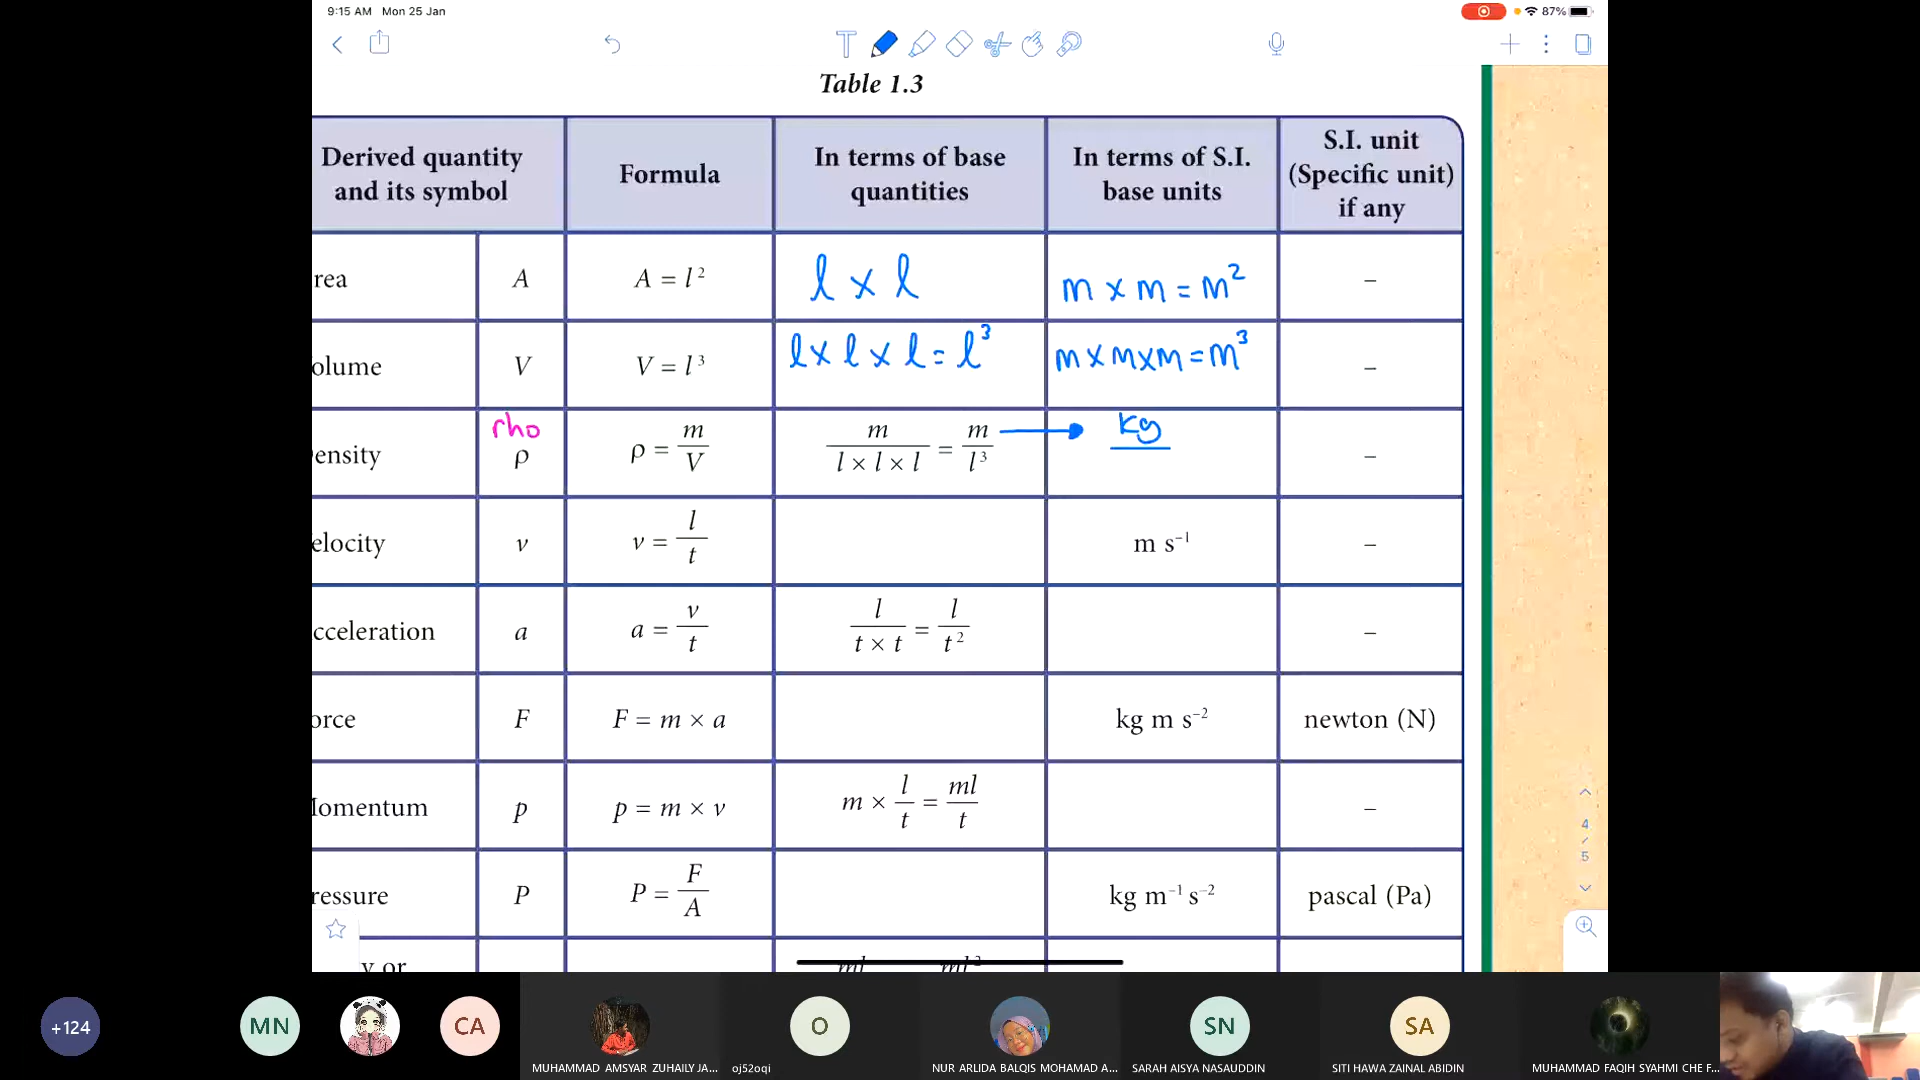 9:15 AM Mon 25 Jan
87%
T
Table 1.3
Derived quantity and its symbol
Formula
In terms of base quantities
In terms of S.I. base units
S.I. unit (Specific unit) if any
rea A A = l² l × l m × m = m² –
olume V V = l³ l × l × l = l³ m × m × m = m³ –
ensity rho ρ ρ = m/V m/(l × l × l) = m/l³ kg –
elocity v v = l/t m s⁻¹ –
cceleration a a = v/t l/(t × t) = l/t² –
orce F F = m × a kg m s⁻² newton (N)
omentum p p = m × v m × l/t = ml/t –
ressure P P = F/A kg m⁻¹ s⁻² pascal (Pa)
y or
4
/
5
+124
MN
CA
O
SN
SA
MUHAMMAD AMSYAR ZUHAILY JA...
oj52oqi
NUR ARLIDA BALQIS MOHAMAD A...
SARAH AISYA NASAUDDIN
SITI HAWA ZAINAL ABIDIN
MUHAMMAD FAQIH SYAHMI CHE F...